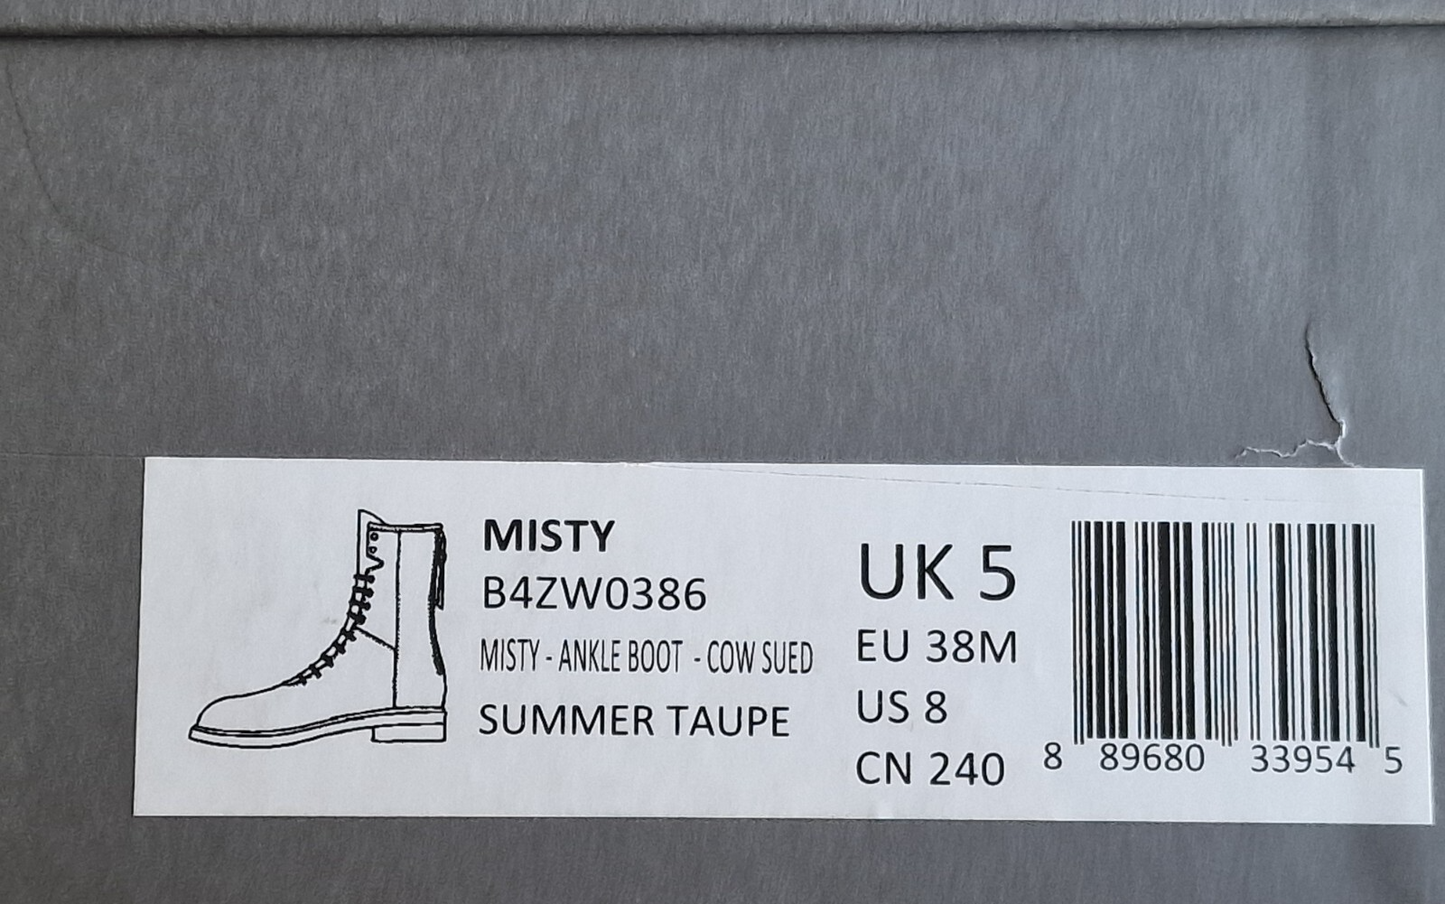 MISTY
B4ZW0386
MISTY - ANKLE BOOT - COW SUED
SUMMER TAUPE
UK 5
EU 38M
US 8
CN 240
8 89680 33954 5